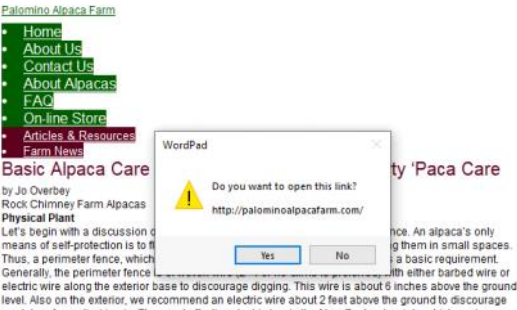 Palomino Alpaca Farm
Home
About Us
Contact Us
About Alpacas
FAQ
On-line Store
Articles & Resources
Farm News
Basic Alpaca Care
ty 'Paca Care
by Jo Overbey
Rock Chimney Farm Alpacas
Physical Plant
Let's begin with a discussion
nce. An alpaca's only
means of self-protection is to
g them in small spaces.
Thus, a perimeter fence, which
s a basic requirement.
Generally, the perimeter fence
with either barbed wire or
electric wire along the exterior base to discourage digging. This wire is about 6 inches above the ground
level. Also on the exterior, we recommend an electric wire about 2 feet above the ground to discourage
WordPad
Do you want to open this link?
http://palominoalpacafarm.com/
Yes
No